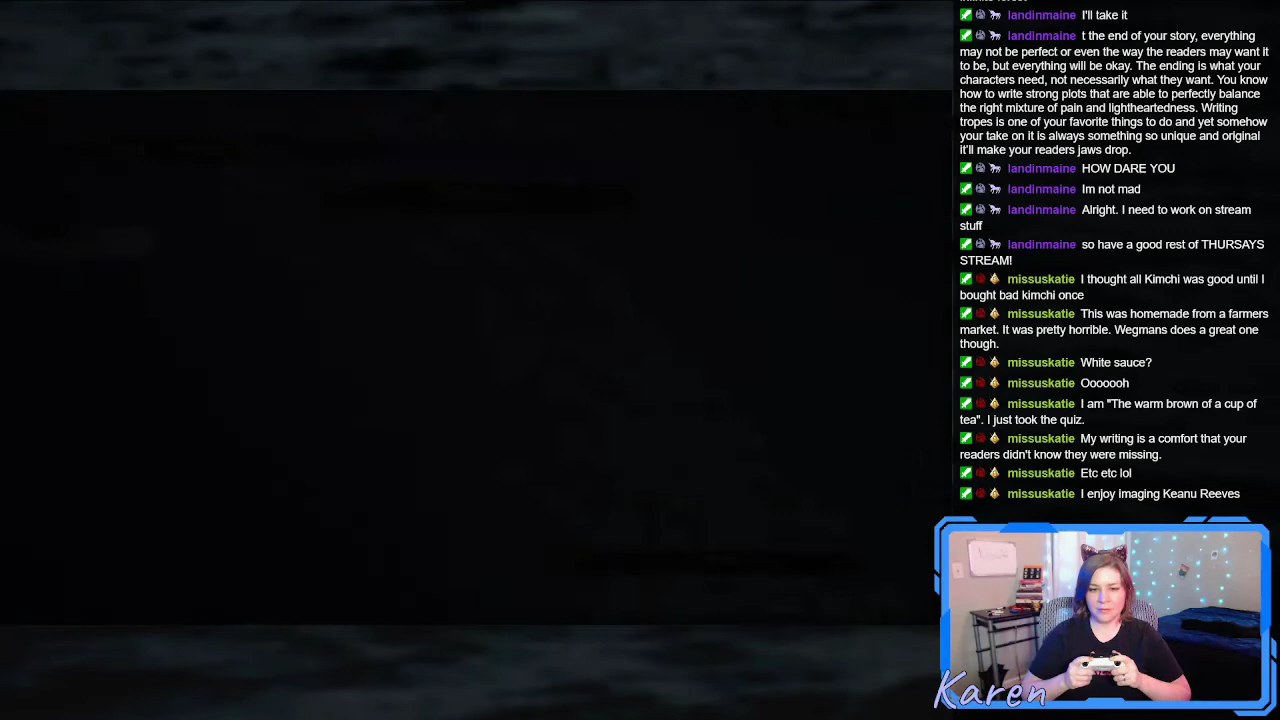 landinmaine I'll take it
landinmaine t the end of your story, everything
may not be perfect or even the way the readers may want it
to be, but everything will be okay. The ending is what your
characters need, not necessarily what they want. You know
how to write strong plots that are able to perfectly balance
the right mixture of pain and lightheartedness. Writing
tropes is one of your favorite things to do and yet somehow
your take on it is always something so unique and original
it'll make your readers jaws drop.
landinmaine HOW DARE YOU
landinmaine Im not mad
landinmaine Alright. I need to work on stream
stuff
landinmaine so have a good rest of THURSAYS
STREAM!
missuskatie I thought all Kimchi was good until I
bought bad kimchi once
missuskatie This was homemade from a farmers
market. It was pretty horrible. Wegmans does a great one
though.
missuskatie White sauce?
missuskatie Ooooooh
missuskatie I am "The warm brown of a cup of
tea". I just took the quiz.
missuskatie My writing is a comfort that your
readers didn't know they were missing.
missuskatie Etc etc lol
missuskatie I enjoy imaging Keanu Reeves
Karen